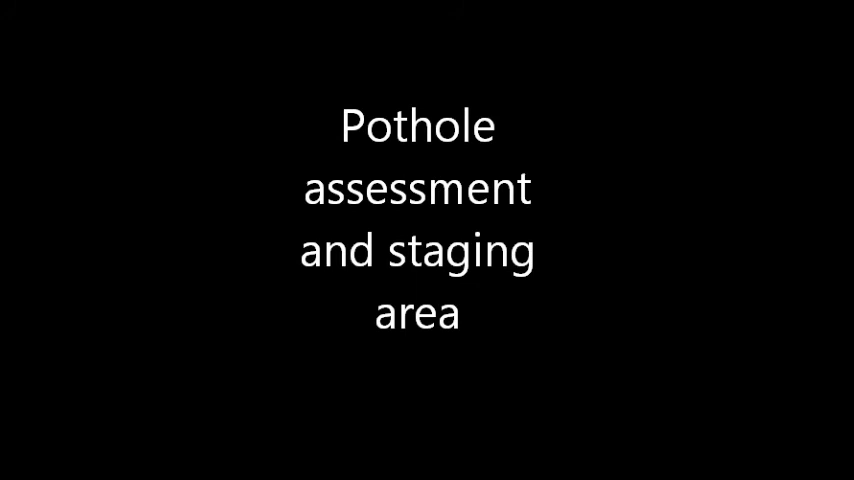 Pothole
assessment
and staging
area